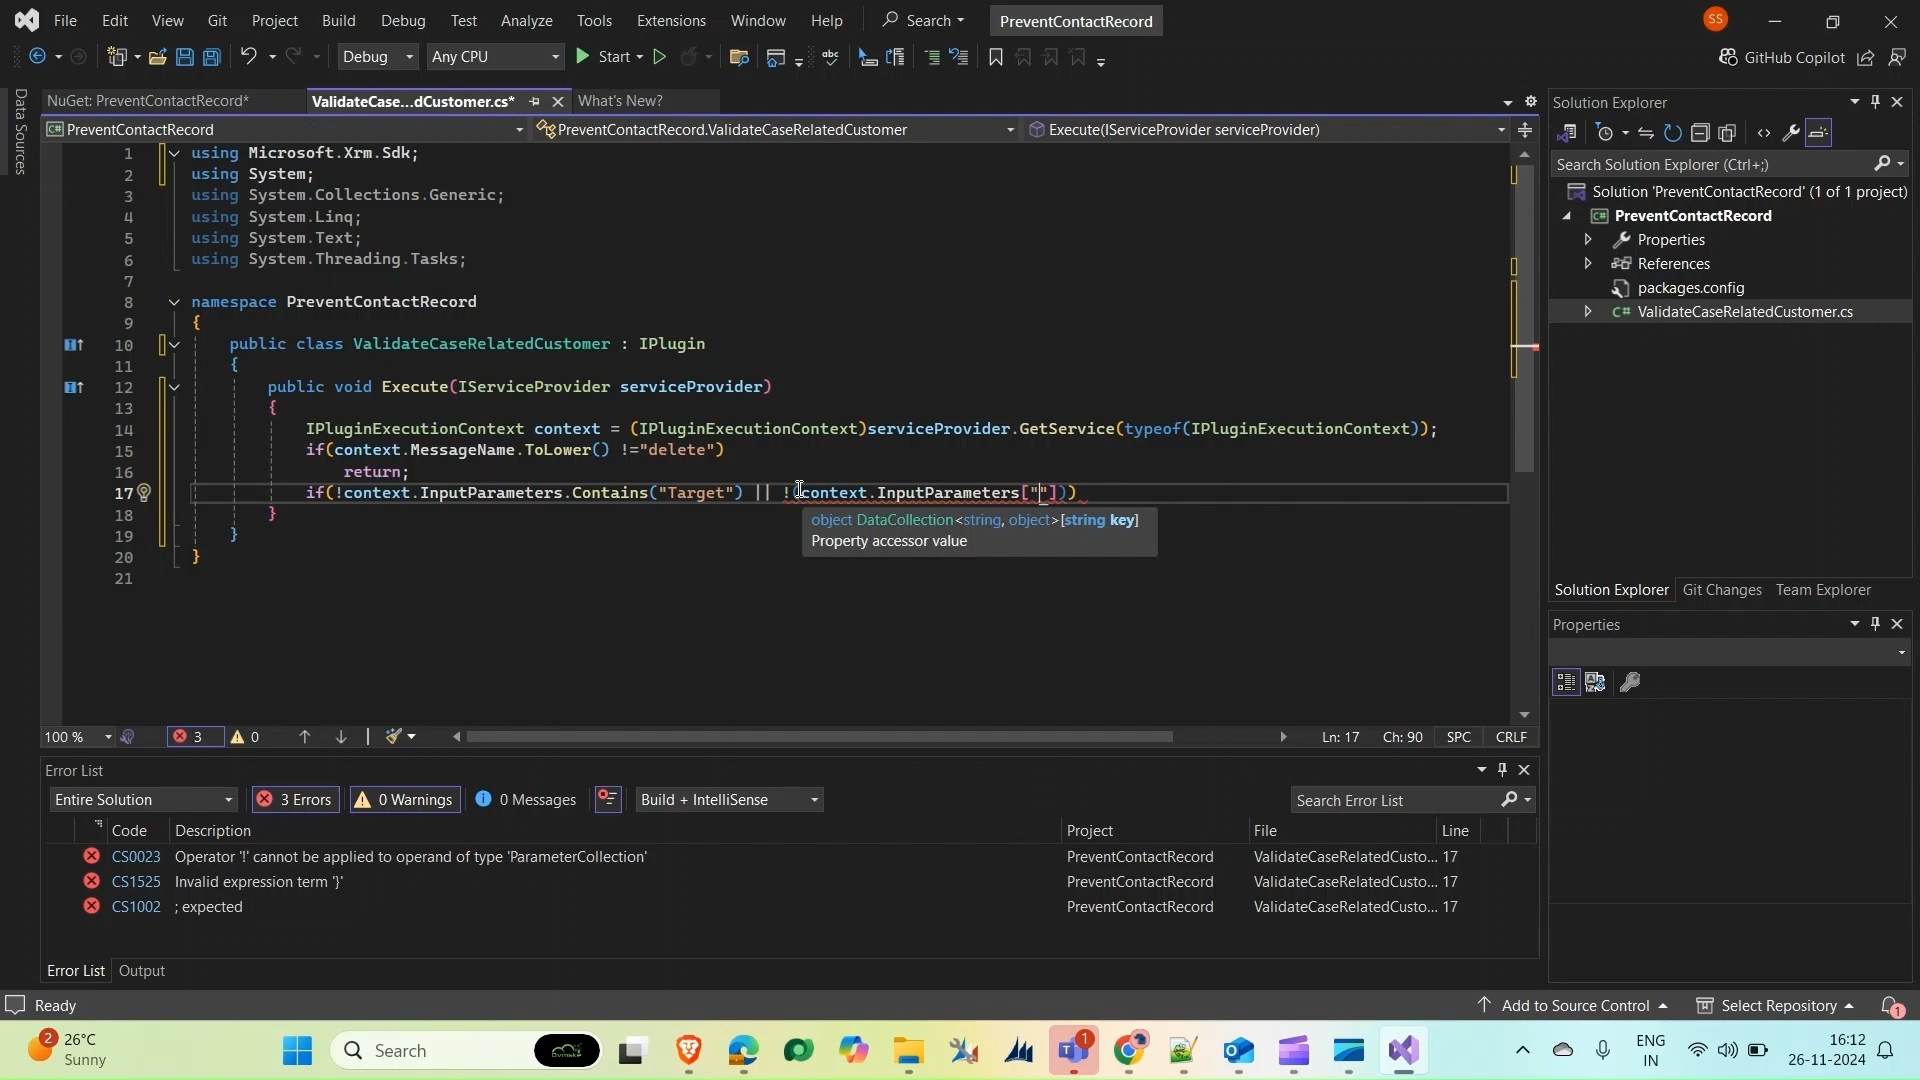 File Edit View Git Project Build Debug Test Analyze Tools Extensions Window Help Search PreventContactRecord SS
Debug Any CPU Start GitHub Copilot
Data Sources
NuGet: PreventContactRecord* ValidateCase...dCustomer.cs* What's New?
PreventContactRecord PreventContactRecord.ValidateCaseRelatedCustomer Execute(IServiceProvider serviceProvider)
1 using Microsoft.Xrm.Sdk;
2 using System;
3 using System.Collections.Generic;
4 using System.Linq;
5 using System.Text;
6 using System.Threading.Tasks;
7
8 namespace PreventContactRecord
9 {
10 public class ValidateCaseRelatedCustomer : IPlugin
11 {
12 public void Execute(IServiceProvider serviceProvider)
13 {
14 IPluginExecutionContext context = (IPluginExecutionContext)serviceProvider.GetService(typeof(IPluginExecutionContext));
15 if(context.MessageName.ToLower() !="delete")
16 return;
17 if(!context.InputParameters.Contains("Target") || !(context.InputParameters[""]))
18 }
19 }
20 }
21
object DataCollection<string, object>[string key]
Property accessor value
100 % 3 0 Ln: 17 Ch: 90 SPC CRLF
Error List
Entire Solution 3 Errors 0 Warnings 0 Messages Build + IntelliSense Search Error List
Code Description Project File Line
CS0023 Operator '!' cannot be applied to operand of type 'ParameterCollection' PreventContactRecord ValidateCaseRelatedCusto... 17
CS1525 Invalid expression term '}' PreventContactRecord ValidateCaseRelatedCusto... 17
CS1002 ; expected PreventContactRecord ValidateCaseRelatedCusto... 17
Error List Output
Solution Explorer
Search Solution Explorer (Ctrl+;)
Solution 'PreventContactRecord' (1 of 1 project)
PreventContactRecord
Properties
References
packages.config
ValidateCaseRelatedCustomer.cs
Solution Explorer Git Changes Team Explorer
Properties
Ready Add to Source Control Select Repository 1
2 26°C
Sunny
Search
1
ENG
IN
16:12
26-11-2024